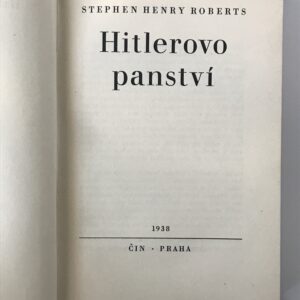 STEPHEN HENRY ROBERTS
Hitlerovo
panství
1938
ČIN • PRAHA